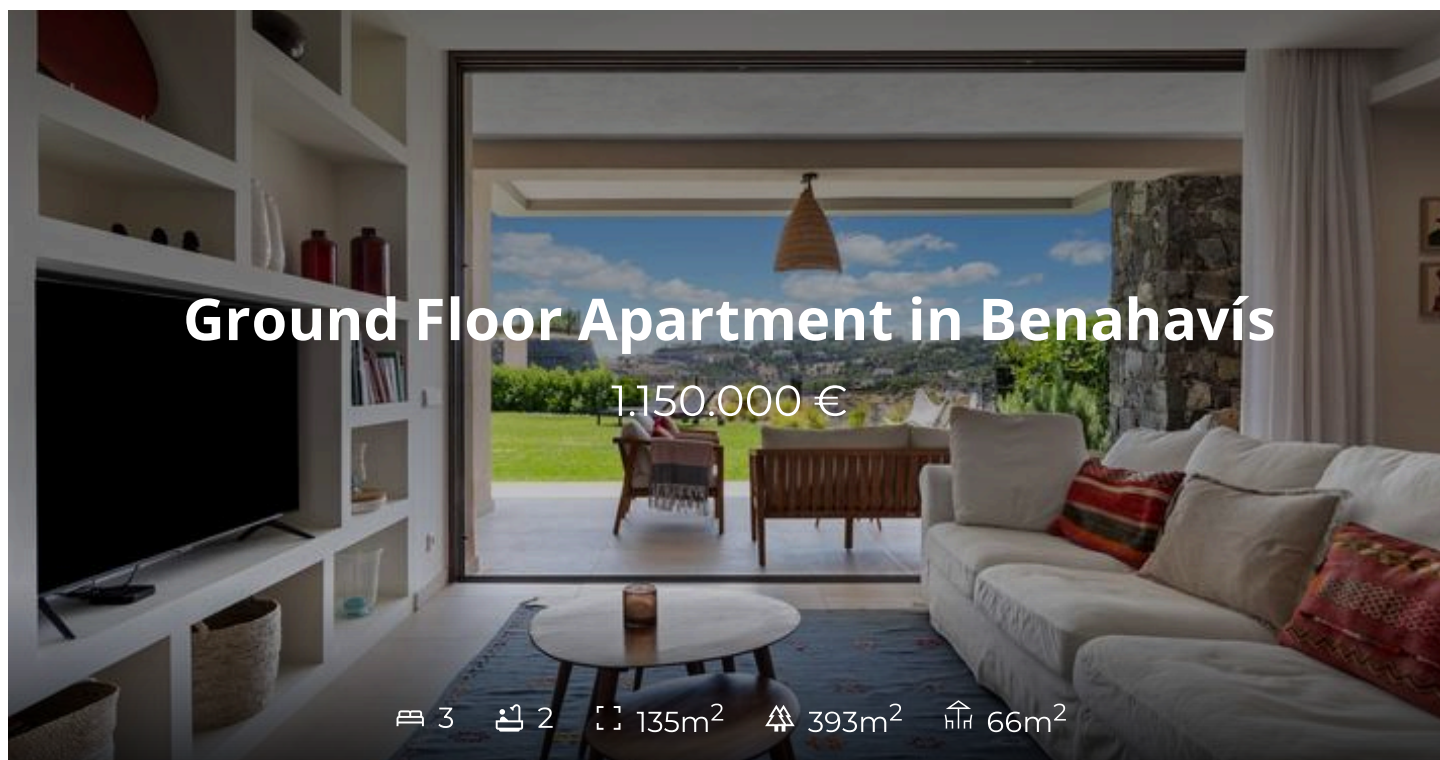 Ground Floor Apartment in Benahavís
1.150.000 €
3 2 135m² 393m² 66m²